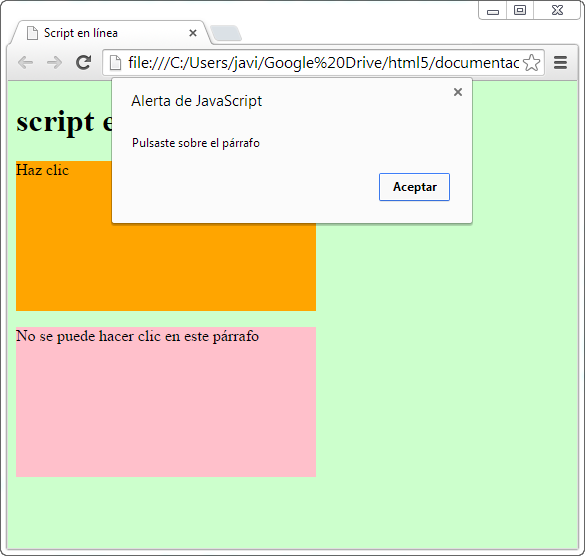 Script en línea
file:///C:/Users/javi/Google%20Drive/html5/documentac
Alerta de JavaScript
Pulsaste sobre el párrafo
Aceptar
script e
Haz clic
No se puede hacer clic en este párrafo